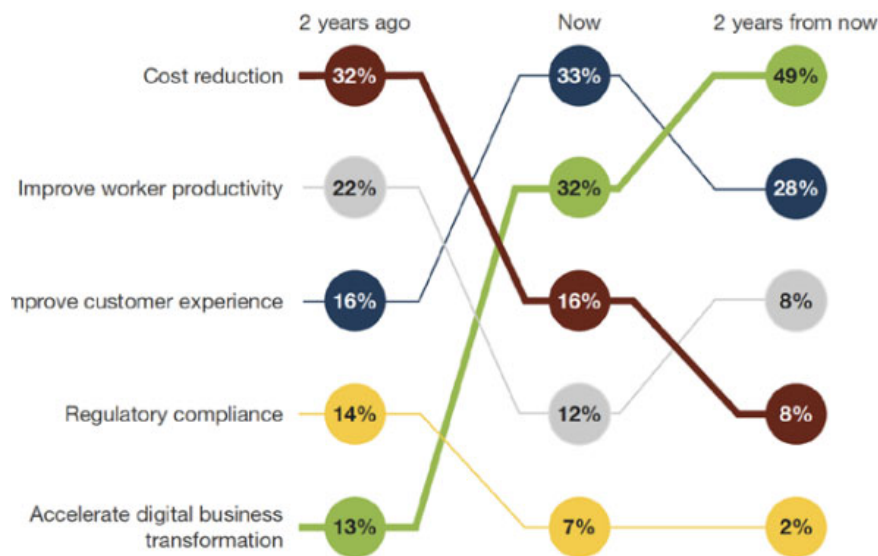 2 years ago Now 2 years from now
Cost reduction 32% 33% 49%
Improve worker productivity 22% 32% 28%
mprove customer experience 16% 16% 8%
Regulatory compliance 14% 12% 8%
Accelerate digital business
transformation 13% 7% 2%